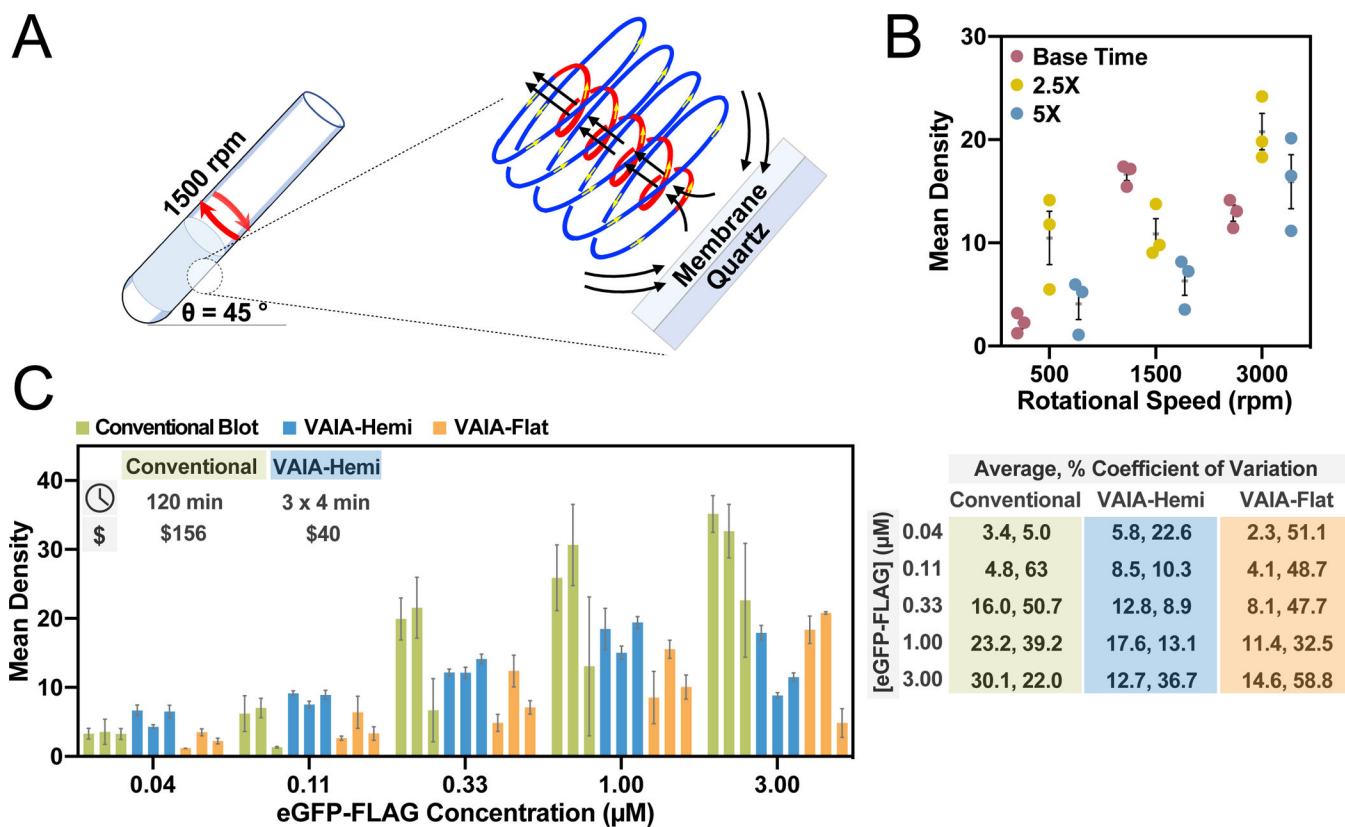 A
1500 rpm
θ = 45 °
Membrane
Quartz
B
Mean Density
30
20
10
0
Base Time
2.5X
5X
500
1500
3000
Rotational Speed (rpm)
C
Conventional Blot
VAIA-Hemi
VAIA-Flat
Mean Density
40
30
20
10
0
Conventional VAIA-Hemi
120 min 3 x 4 min
$ $156 $40
0.04 0.11 0.33 1.00 3.00
eGFP-FLAG Concentration (µM)
Average, % Coefficient of Variation
Conventional VAIA-Hemi VAIA-Flat
[eGFP-FLAG] (µM)
0.04 3.4, 5.0 5.8, 22.6 2.3, 51.1
0.11 4.8, 63 8.5, 10.3 4.1, 48.7
0.33 16.0, 50.7 12.8, 8.9 8.1, 47.7
1.00 23.2, 39.2 17.6, 13.1 11.4, 32.5
3.00 30.1, 22.0 12.7, 36.7 14.6, 58.8